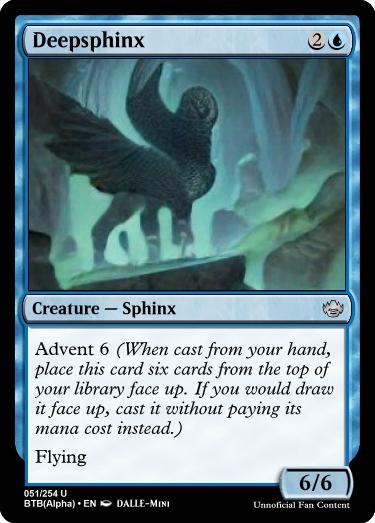 Deepsphinx 2
Creature — Sphinx
Advent 6 (When cast from your hand,
place this card six cards from the top of
your library face up. If you would draw
it face up, cast it without paying its
mana cost instead.)
Flying
6/6
051/254 U
BTB(Alpha) • EN DALLE-Mini
Unnoficial Fan Content